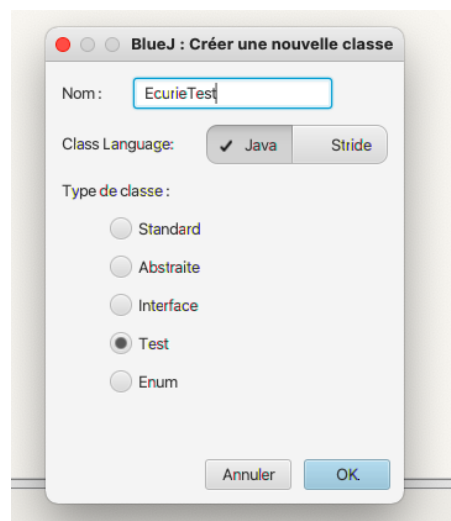 BlueJ : Créer une nouvelle classe
Nom : EcurieTest
Class Language: ✓ Java Stride
Type de classe :
Standard
Abstraite
Interface
Test
Enum
Annuler OK